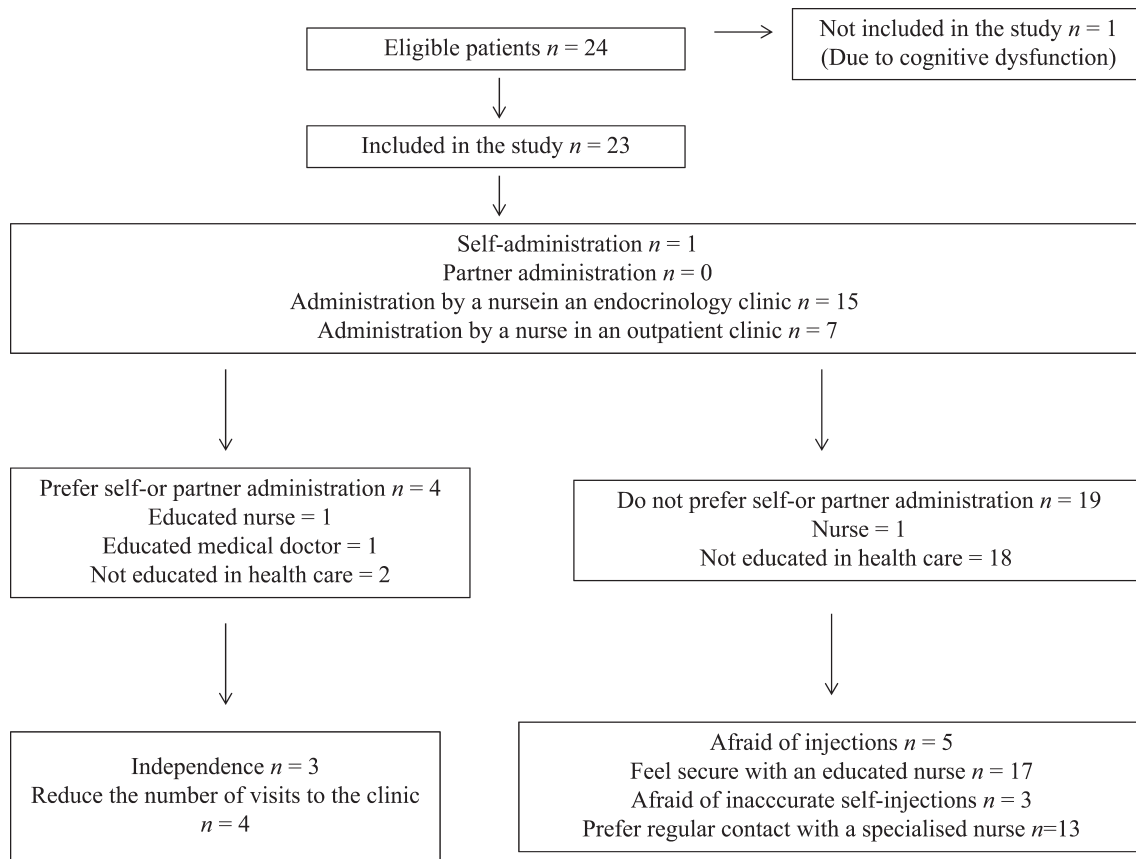 Eligible patients n = 24
Not included in the study n = 1
(Due to cognitive dysfunction)
Included in the study n = 23
Self-administration n = 1
Partner administration n = 0
Administration by a nursein an endocrinology clinic n = 15
Administration by a nurse in an outpatient clinic n = 7
Prefer self-or partner administration n = 4
Educated nurse = 1
Educated medical doctor = 1
Not educated in health care = 2
Do not prefer self-or partner administration n = 19
Nurse = 1
Not educated in health care = 18
Independence n = 3
Reduce the number of visits to the clinic
n = 4
Afraid of injections n = 5
Feel secure with an educated nurse n = 17
Afraid of inacccurate self-injections n = 3
Prefer regular contact with a specialised nurse n=13